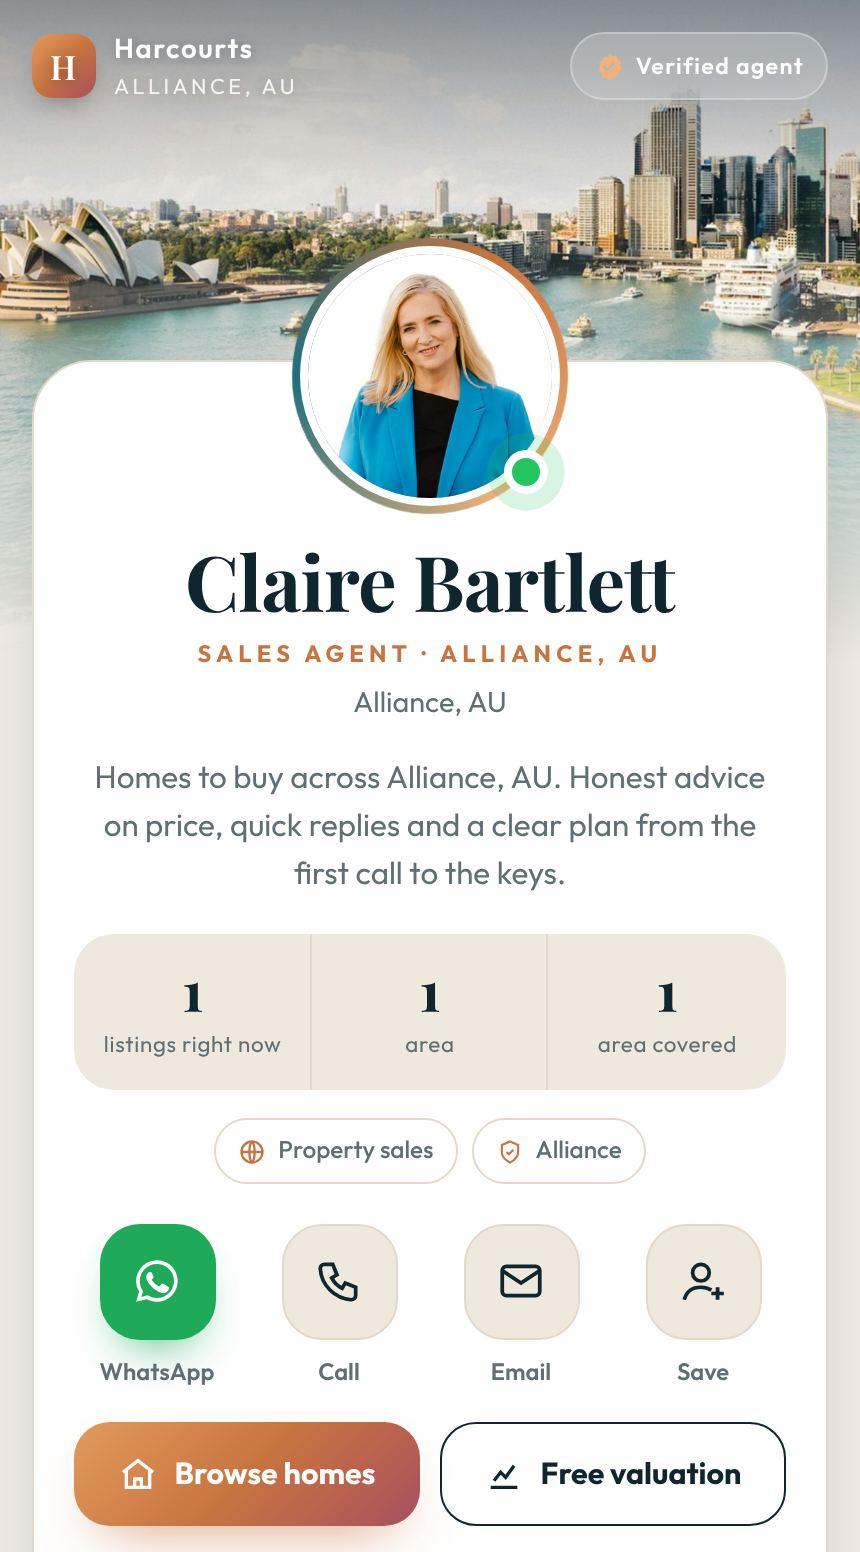 H
Harcourts
ALLIANCE, AU
Verified agent
Claire Bartlett
SALES AGENT · ALLIANCE, AU
Alliance, AU
Homes to buy across Alliance, AU. Honest advice
on price, quick replies and a clear plan from the
first call to the keys.
1 1 1
listings right now area area covered
Property sales Alliance
WhatsApp Call Email Save
Browse homes Free valuation